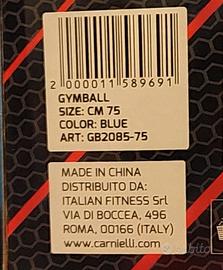 2 000011 589691
GYMBALL
SIZE: CM 75
COLOR: BLUE
ART: GB2085-75
MADE IN CHINA
DISTRIBUITO DA:
ITALIAN FITNESS Srl
VIA DI BOCCEA, 496
ROMA, 00166 (ITALY)
www.carnielli.com
subito